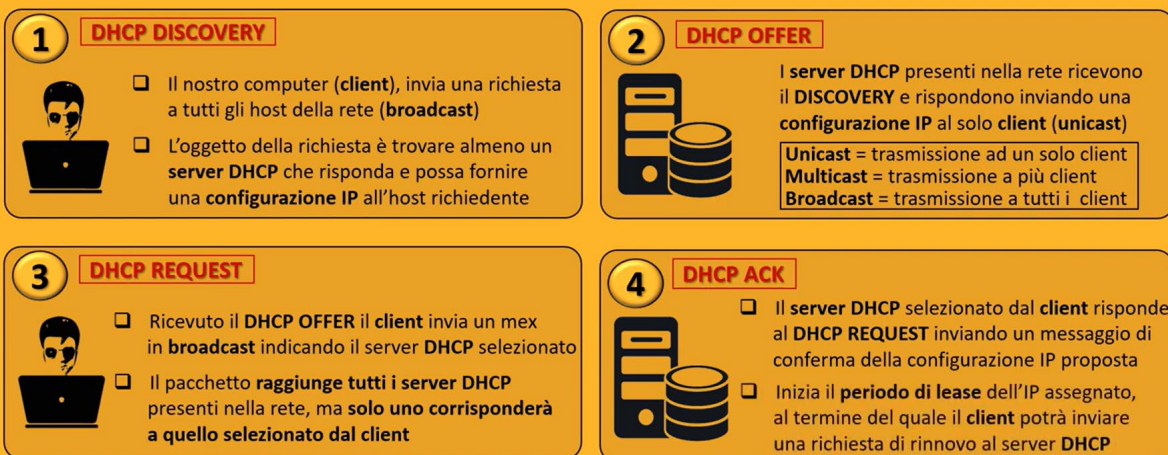 1
DHCP DISCOVERY
❑ Il nostro computer (client), invia una richiesta
a tutti gli host della rete (broadcast)
❑ L'oggetto della richiesta è trovare almeno un
server DHCP che risponda e possa fornire
una configurazione IP all'host richiedente
2
DHCP OFFER
I server DHCP presenti nella rete ricevono
il DISCOVERY e rispondono inviando una
configurazione IP al solo client (unicast)
Unicast = trasmissione ad un solo client
Multicast = trasmissione a più client
Broadcast = trasmissione a tutti i client
3
DHCP REQUEST
❑ Ricevuto il DHCP OFFER il client invia un mex
in broadcast indicando il server DHCP selezionato
❑ Il pacchetto raggiunge tutti i server DHCP
presenti nella rete, ma solo uno corrisponderà
a quello selezionato dal client
4
DHCP ACK
❑ Il server DHCP selezionato dal client risponde
al DHCP REQUEST inviando un messaggio di
conferma della configurazione IP proposta
❑ Inizia il periodo di lease dell'IP assegnato,
al termine del quale il client potrà inviare
una richiesta di rinnovo al server DHCP